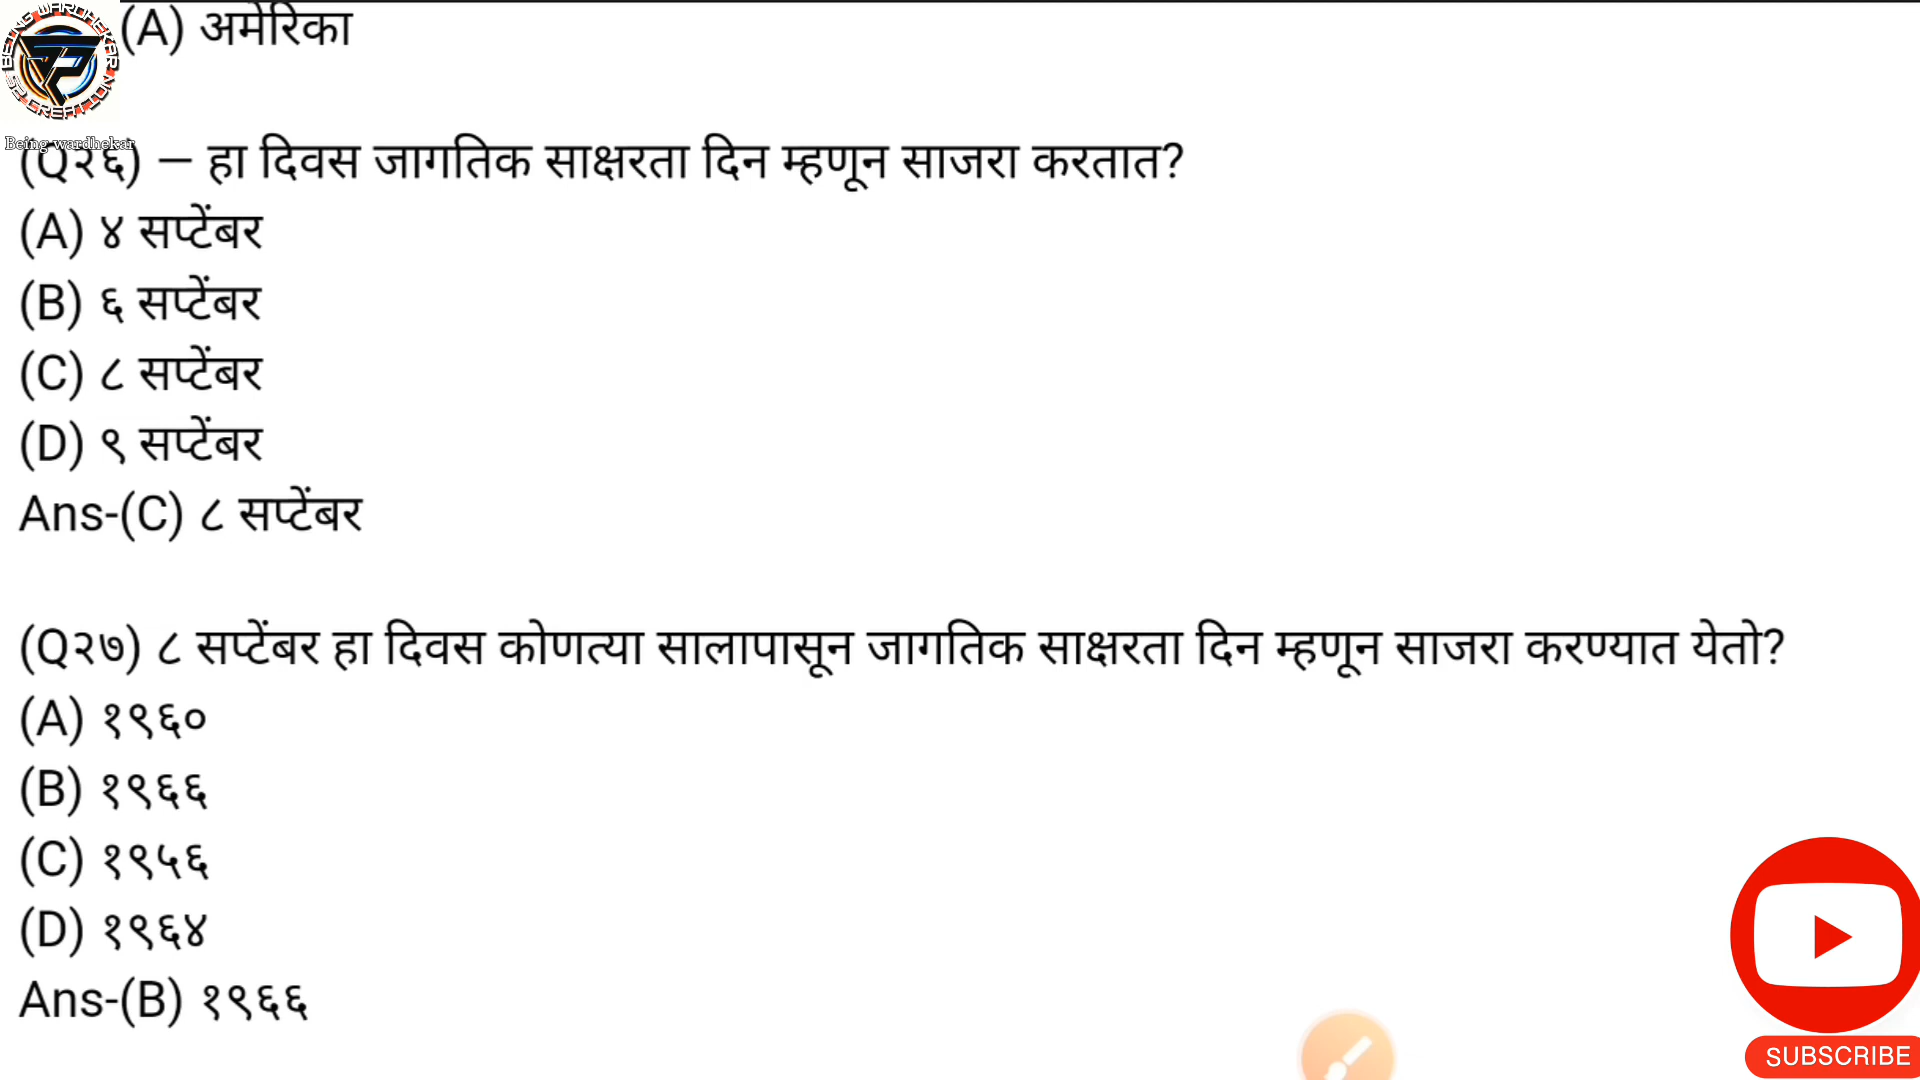 (A) अमेरिका
BEING WARDHEKAR
Being wardhekar
(Q२६) – हा दिवस जागतिक साक्षरता दिन म्हणून साजरा करतात?
(A) ४ सप्टेंबर
(B) ६ सप्टेंबर
(C) ८ सप्टेंबर
(D) ९ सप्टेंबर
Ans-(C) ८ सप्टेंबर
(Q२७) ८ सप्टेंबर हा दिवस कोणत्या सालापासून जागतिक साक्षरता दिन म्हणून साजरा करण्यात येतो?
(A) १९६०
(B) १९६६
(C) १९५६
(D) १९६४
Ans-(B) १९६६
SUBSCRIBE